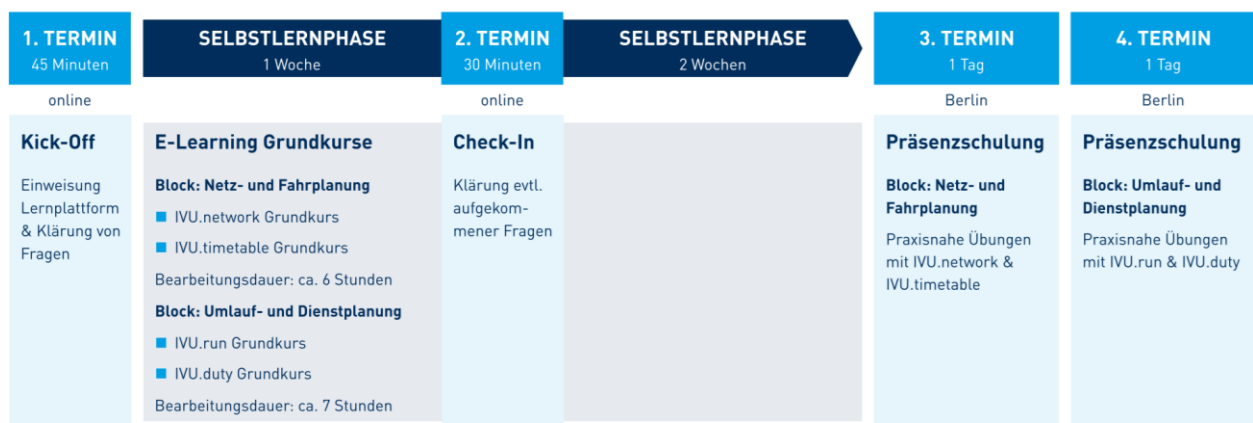 1. TERMIN
45 Minuten
online
Kick-Off
Einweisung
Lernplattform
& Klärung von
Fragen
SELBSTLERNPHASE
1 Woche
E-Learning Grundkurse
Block: Netz- und Fahrplanung
IVU.network Grundkurs
IVU.timetable Grundkurs
Bearbeitungsdauer: ca. 6 Stunden
Block: Umlauf- und Dienstplanung
IVU.run Grundkurs
IVU.duty Grundkurs
Bearbeitungsdauer: ca. 7 Stunden
2. TERMIN
30 Minuten
online
Check-In
Klärung evtl.
aufgekom-
mener Fragen
SELBSTLERNPHASE
2 Wochen
3. TERMIN
1 Tag
Berlin
Präsenzschulung
Block: Netz- und
Fahrplanung
Praxisnahe Übungen
mit IVU.network &
IVU.timetable
4. TERMIN
1 Tag
Berlin
Präsenzschulung
Block: Umlauf- und
Dienstplanung
Praxisnahe Übungen
mit IVU.run & IVU.duty